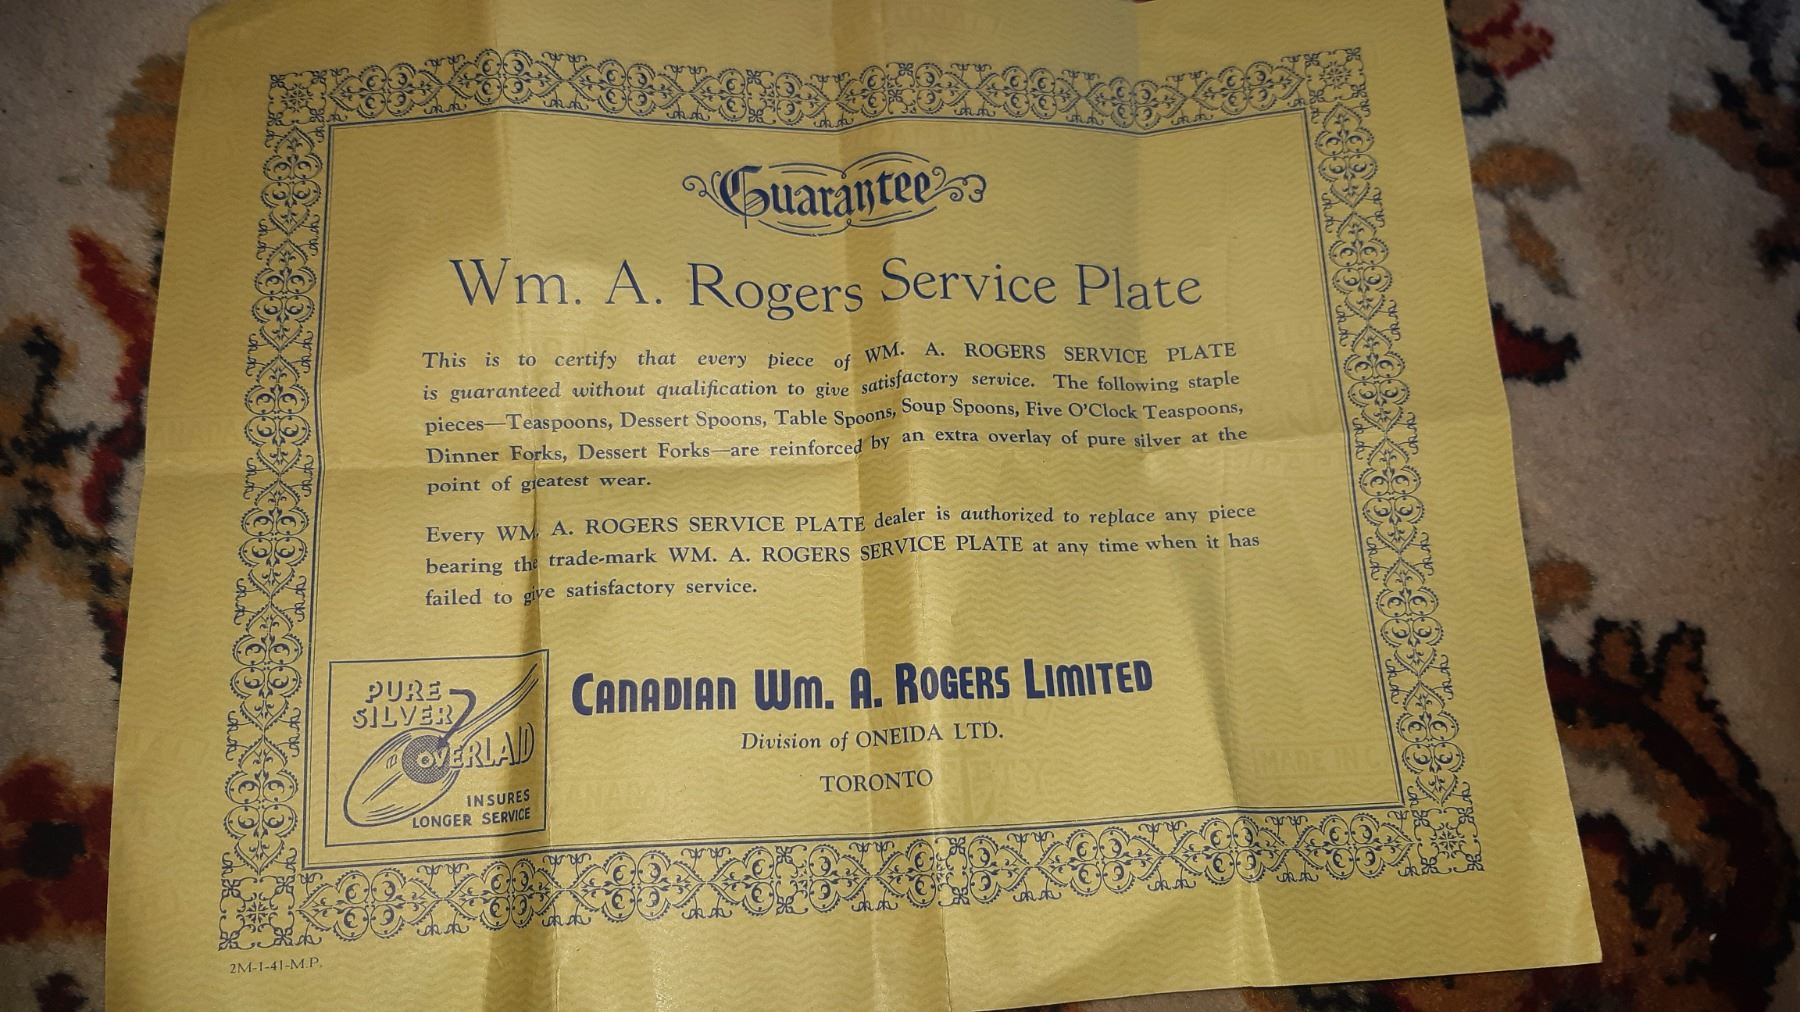 Guarantee
Wm. A. Rogers Service Plate
This is to certify that every piece of WM. A. ROGERS SERVICE PLATE
is guaranteed without qualification to give satisfactory service. The following staple
pieces—Teaspoons, Dessert Spoons, Table Spoons, Soup Spoons, Five O'Clock Teaspoons,
Dinner Forks, Dessert Forks—are reinforced by an extra overlay of pure silver at the
point of greatest wear.
Every WM. A. ROGERS SERVICE PLATE dealer is authorized to replace any piece
bearing the trade-mark WM. A. ROGERS SERVICE PLATE at any time when it has
failed to give satisfactory service.
PURE
SILVER
OVERLAID
INSURES
LONGER SERVICE
CANADIAN WM. A. ROGERS LIMITED
Division of ONEIDA LTD.
TORONTO
2M-1-41-M.P.
MADE IN C